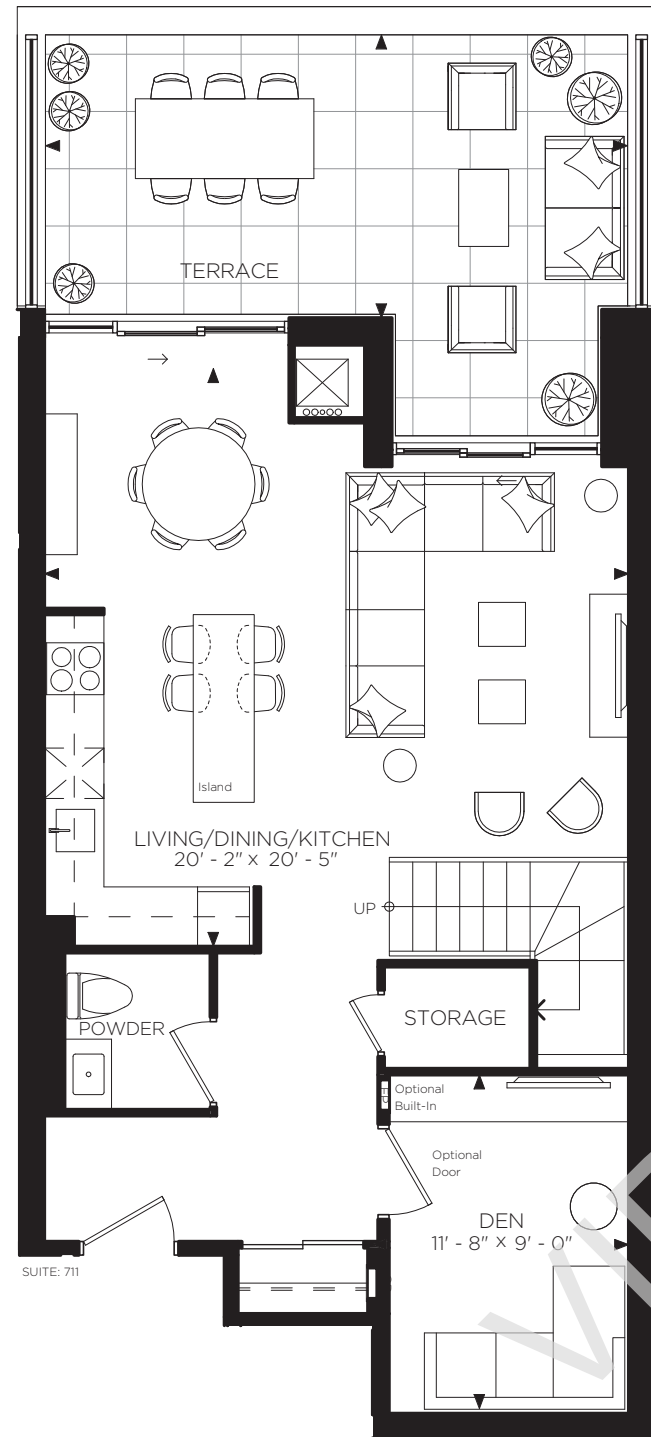 TERRACE
Island
LIVING/DINING/KITCHEN
20' - 2" x 20' - 5"
UP
STORAGE
POWDER
Optional
Built-In
Optional
Door
DEN
11' - 8" x 9' - 0"
SUITE: 711